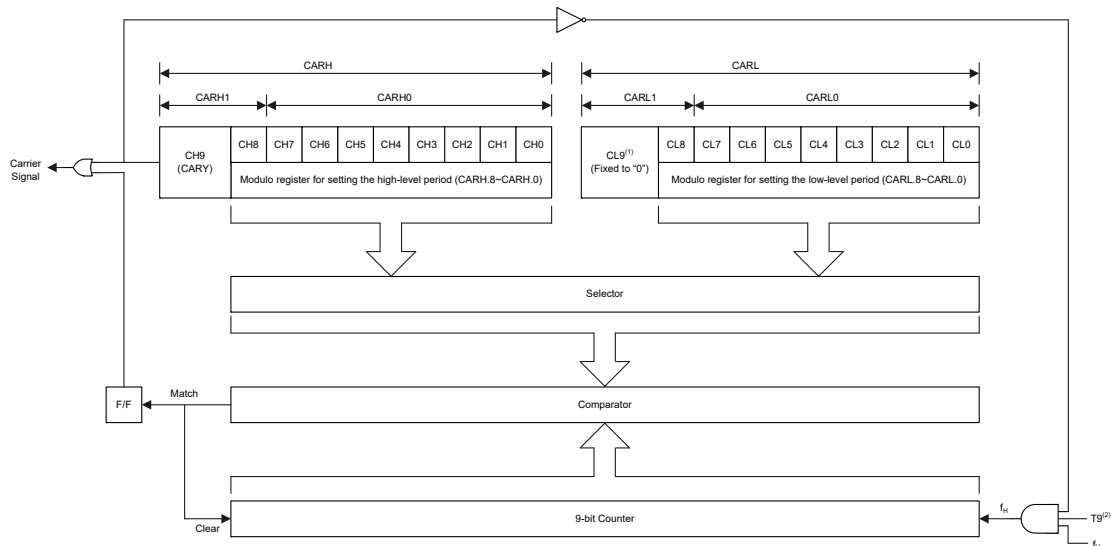 CARH
CARL
CARH1
CARH0
CARL1
CARL0
CH9
(CARY)
CH8
CH7
CH6
CH5
CH4
CH3
CH2
CH1
CH0
CL9(1)
(Fixed to “0”)
CL8
CL7
CL6
CL5
CL4
CL3
CL2
CL1
CL0
Carrier
Signal
Modulo register for setting the high-level period (CARH.8~CARH.0)
Modulo register for setting the low-level period (CARL.8~CARL.0)
Selector
F/F
Match
Comparator
Clear
9-bit Counter
fH
T9(2)